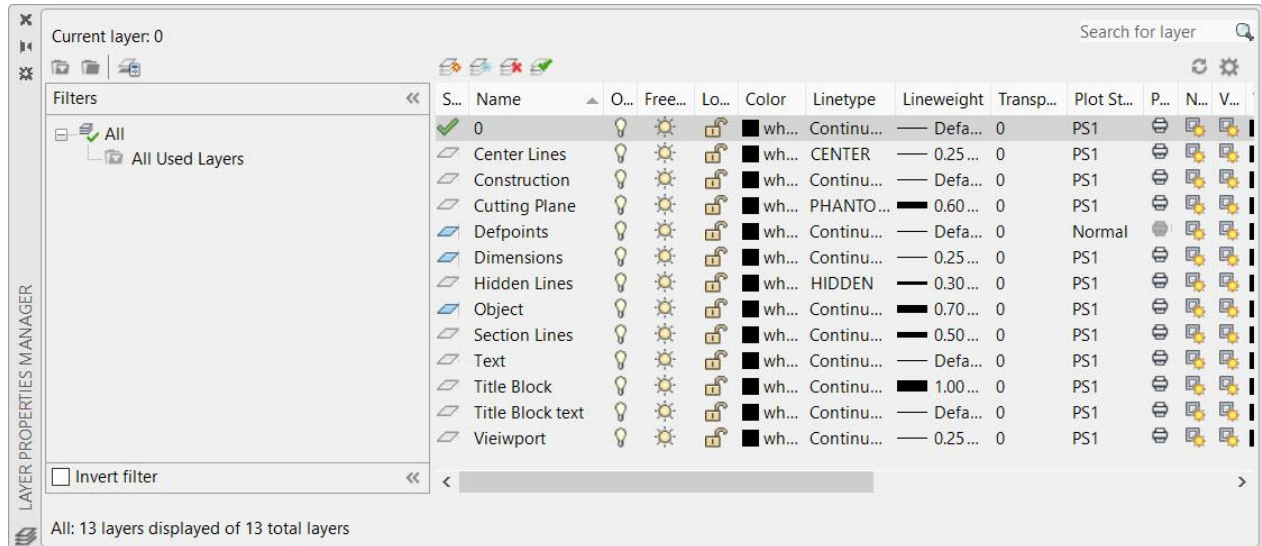 Current layer: 0
Search for layer
Filters
All
All Used Layers
Invert filter
S... Name O... Free... Lo... Color Linetype Lineweight Transp... Plot St... P... N... V...
0 wh... Continu... Defa... 0 PS1
Center Lines wh... CENTER 0.25... 0 PS1
Construction wh... Continu... Defa... 0 PS1
Cutting Plane wh... PHANTO... 0.60... 0 PS1
Defpoints wh... Continu... Defa... 0 Normal
Dimensions wh... Continu... 0.25... 0 PS1
Hidden Lines wh... HIDDEN 0.30... 0 PS1
Object wh... Continu... 0.70... 0 PS1
Section Lines wh... Continu... 0.50... 0 PS1
Text wh... Continu... Defa... 0 PS1
Title Block wh... Continu... 1.00... 0 PS1
Title Block text wh... Continu... Defa... 0 PS1
Vieiwport wh... Continu... 0.25... 0 PS1
All: 13 layers displayed of 13 total layers
LAYER PROPERTIES MANAGER